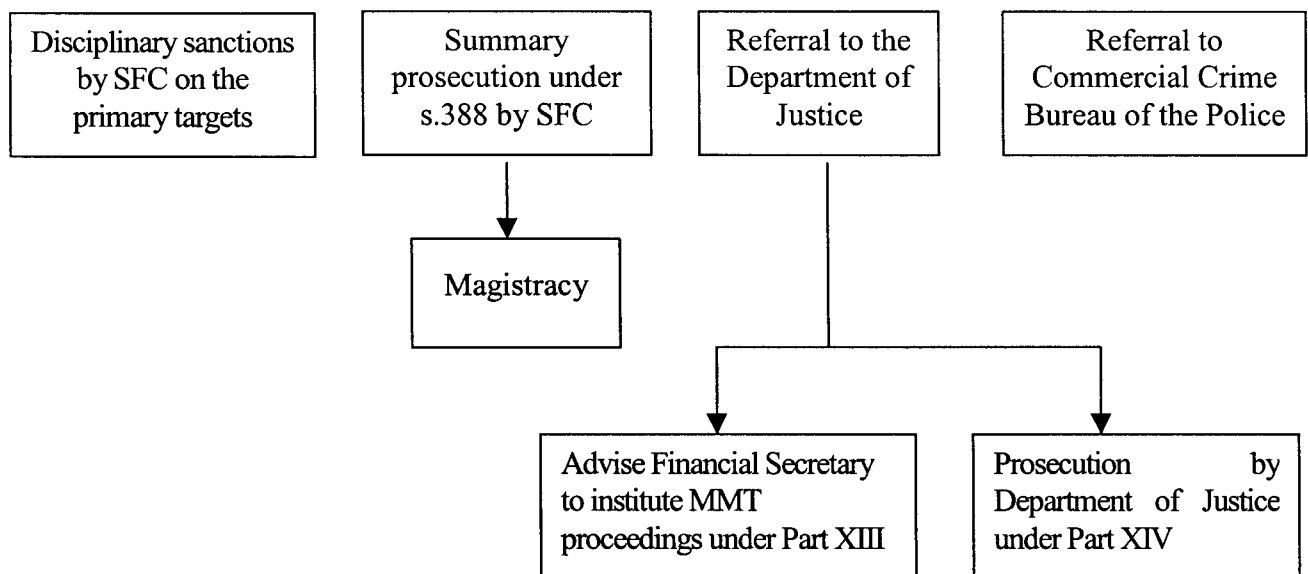 Disciplinary sanctions
by SFC on the
primary targets
Summary
prosecution under
s.388 by SFC
Referral to the
Department of
Justice
Referral to
Commercial Crime
Bureau of the Police
Magistracy
Advise Financial Secretary
to institute MMT
proceedings under Part XIII
Prosecution by
Department of Justice
under Part XIV